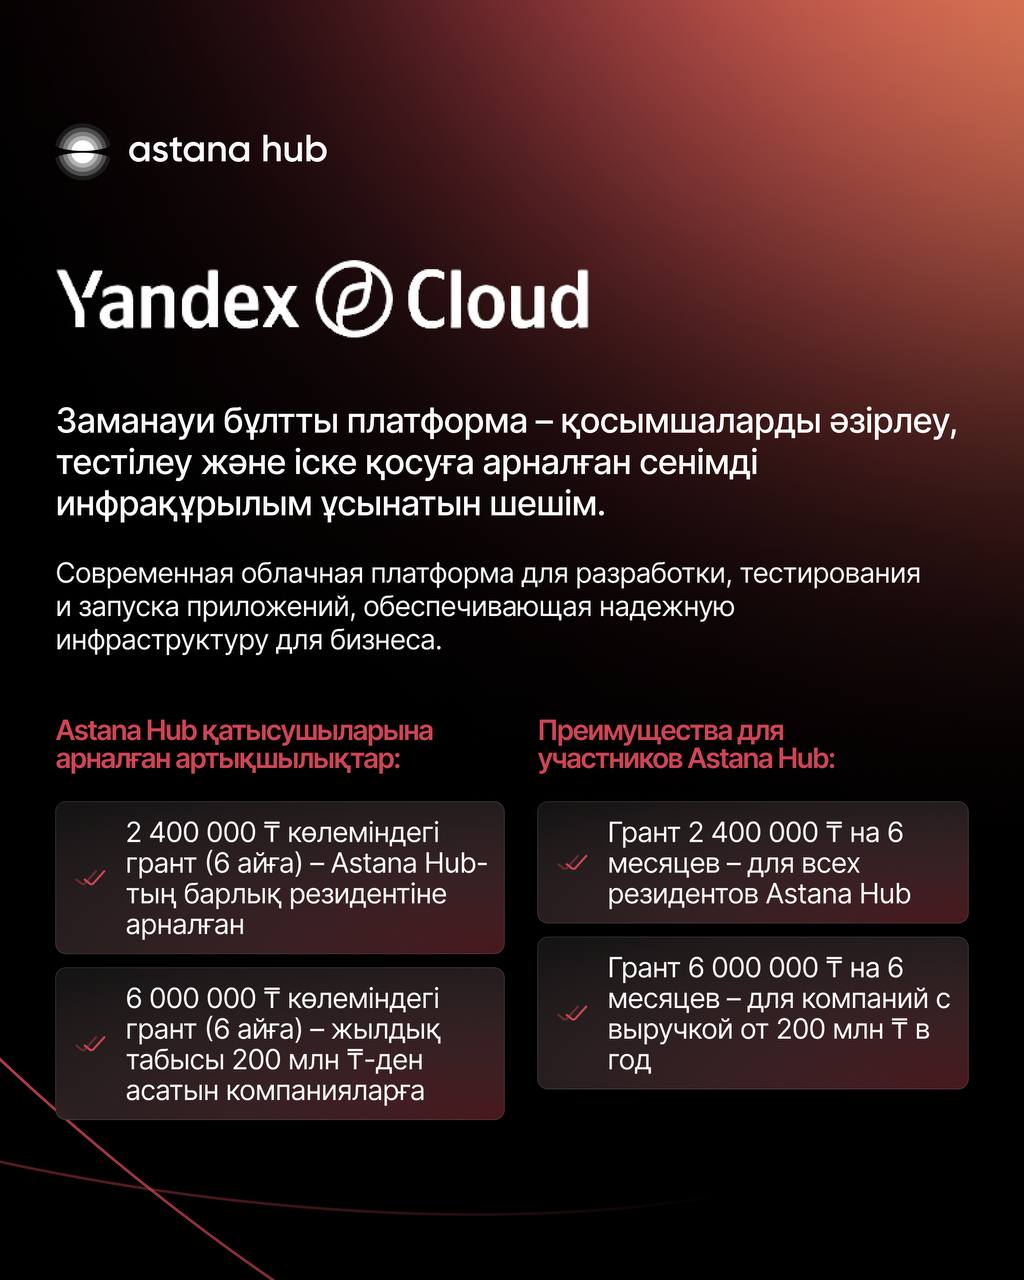 astana hub
Yandex Cloud
Заманауи бұлтты платформа – қосымшаларды әзірлеу,
тестілеу және іске қосуға арналған сенімді
инфрақұрылым ұсынатын шешім.
Современная облачная платформа для разработки, тестирования
и запуска приложений, обеспечивающая надежную
инфраструктуру для бизнеса.
Astana Hub қатысушыларына
арналған артықшылықтар:
2 400 000 ₸ көлеміндегі
грант (6 айға) – Astana Hub-
тың барлық резидентіне
арналған
6 000 000 ₸ көлеміндегі
грант (6 айға) – жылдық
табысы 200 млн ₸-ден
асатын компанияларға
Преимущества для
участников Astana Hub:
Грант 2 400 000 ₸ на 6
месяцев – для всех
резидентов Astana Hub
Грант 6 000 000 ₸ на 6
месяцев – для компаний с
выручкой от 200 млн ₸ в
год